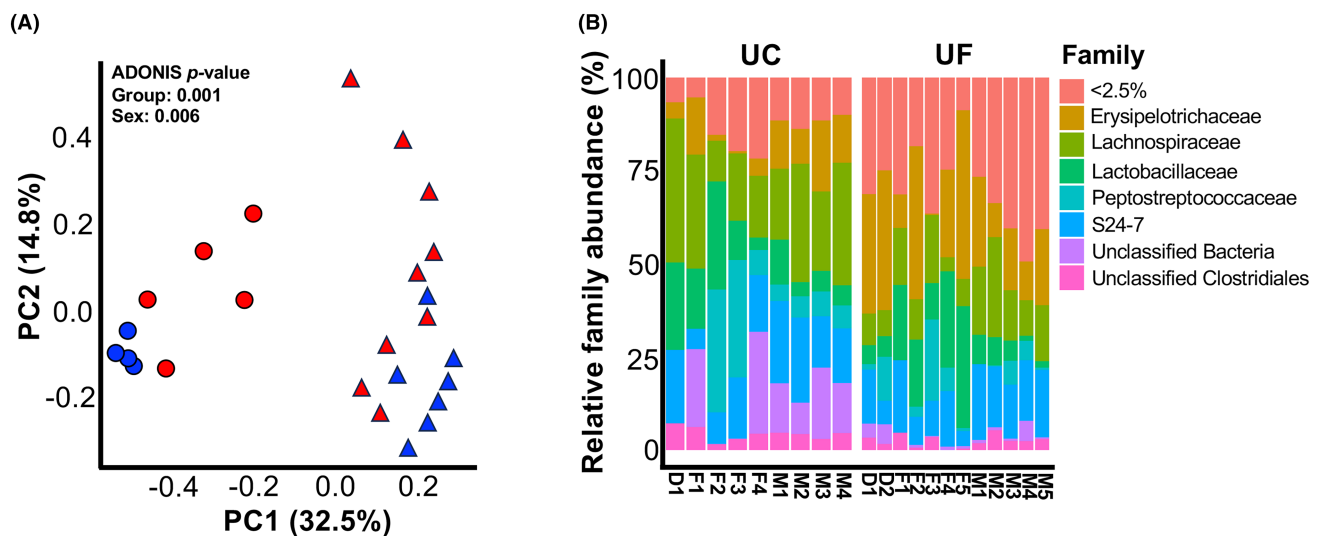 (A)
ADONIS p-value
Group: 0.001
Sex: 0.006
PC2 (14.8%)
0.4
0.2
0.0
-0.2
-0.4 -0.2 0.0 0.2
PC1 (32.5%)
(B)
UC UF
Relative family abundance (%)
100
75
50
25
0
D1 F1 F2 F3 F4 M1 M2 M3 M4 D1 D2 F1 F2 F3 F4 F5 M1 M2 M3 M4 M5
Family
<2.5%
Erysipelotrichaceae
Lachnospiraceae
Lactobacillaceae
Peptostreptococcaceae
S24-7
Unclassified Bacteria
Unclassified Clostridiales